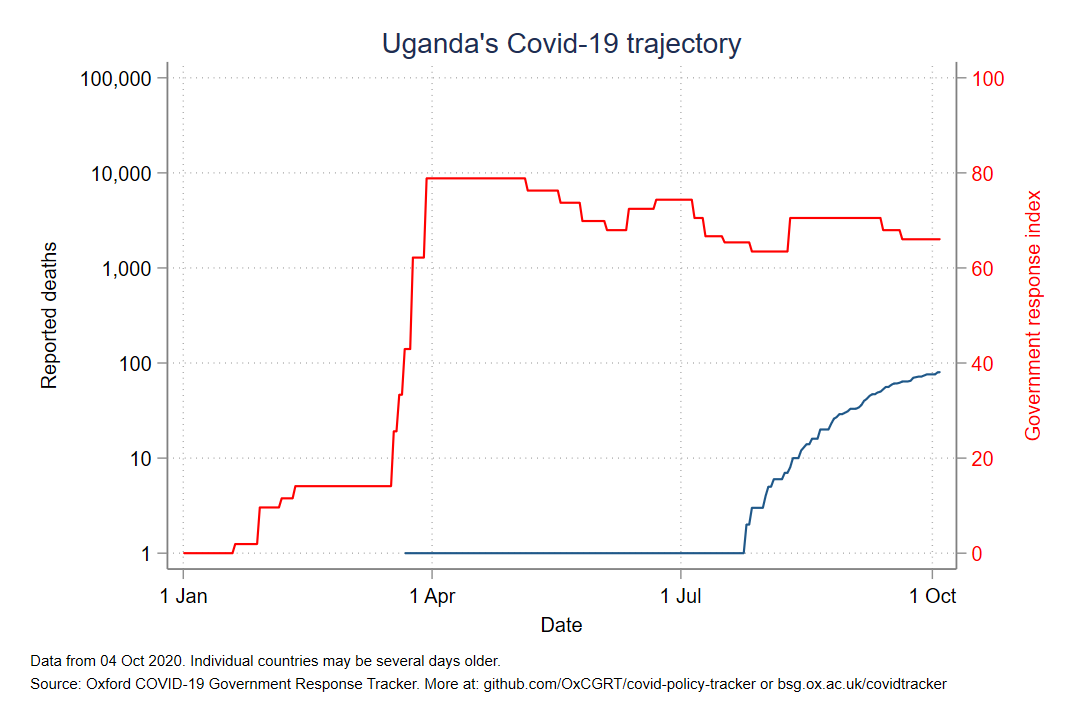 Uganda's Covid-19 trajectory
100,000
10,000
1,000
100
10
1
Reported deaths
100
80
60
40
20
0
Government response index
1 Jan
1 Apr
1 Jul
1 Oct
Date
Data from 04 Oct 2020. Individual countries may be several days older.
Source: Oxford COVID-19 Government Response Tracker. More at: github.com/OxCGRT/covid-policy-tracker or bsg.ox.ac.uk/covidtracker